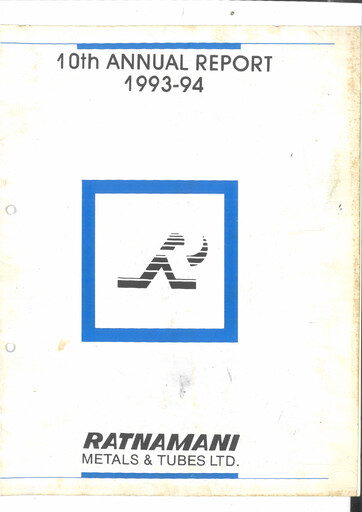 10th ANNUAL REPORT
1993-94
RATNAMANI
METALS & TUBES LTD.